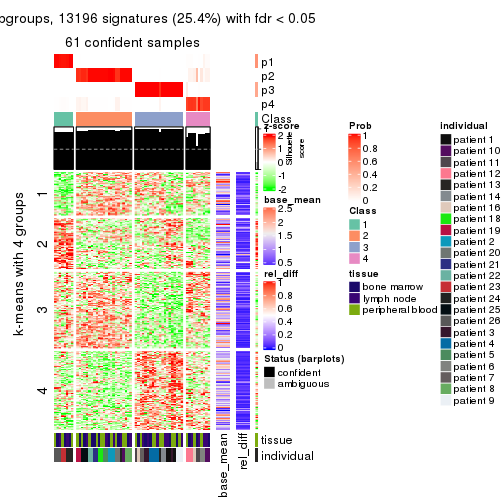 ogroups, 13196 signatures (25.4%) with fdr < 0.05
61 confident samples
p1
p2
p3
p4
Class
Silhouette
score
k-means with 4 groups
1
2
3
4
tissue
individual
base_mean
rel_diff
z-score
2
1
0
-1
-2
base_mean
2.5
2
1.5
1
0.5
rel_diff
1
0.8
0.6
0.4
0.2
0
Status (barplots)
confident
ambiguous
Prob
1
0.8
0.6
0.4
0.2
0
Class
1
2
3
4
tissue
bone marrow
lymph node
peripheral blood
individual
patient 1
patient 10
patient 11
patient 12
patient 13
patient 14
patient 16
patient 18
patient 19
patient 2
patient 20
patient 21
patient 22
patient 23
patient 24
patient 25
patient 26
patient 3
patient 4
patient 5
patient 6
patient 7
patient 8
patient 9